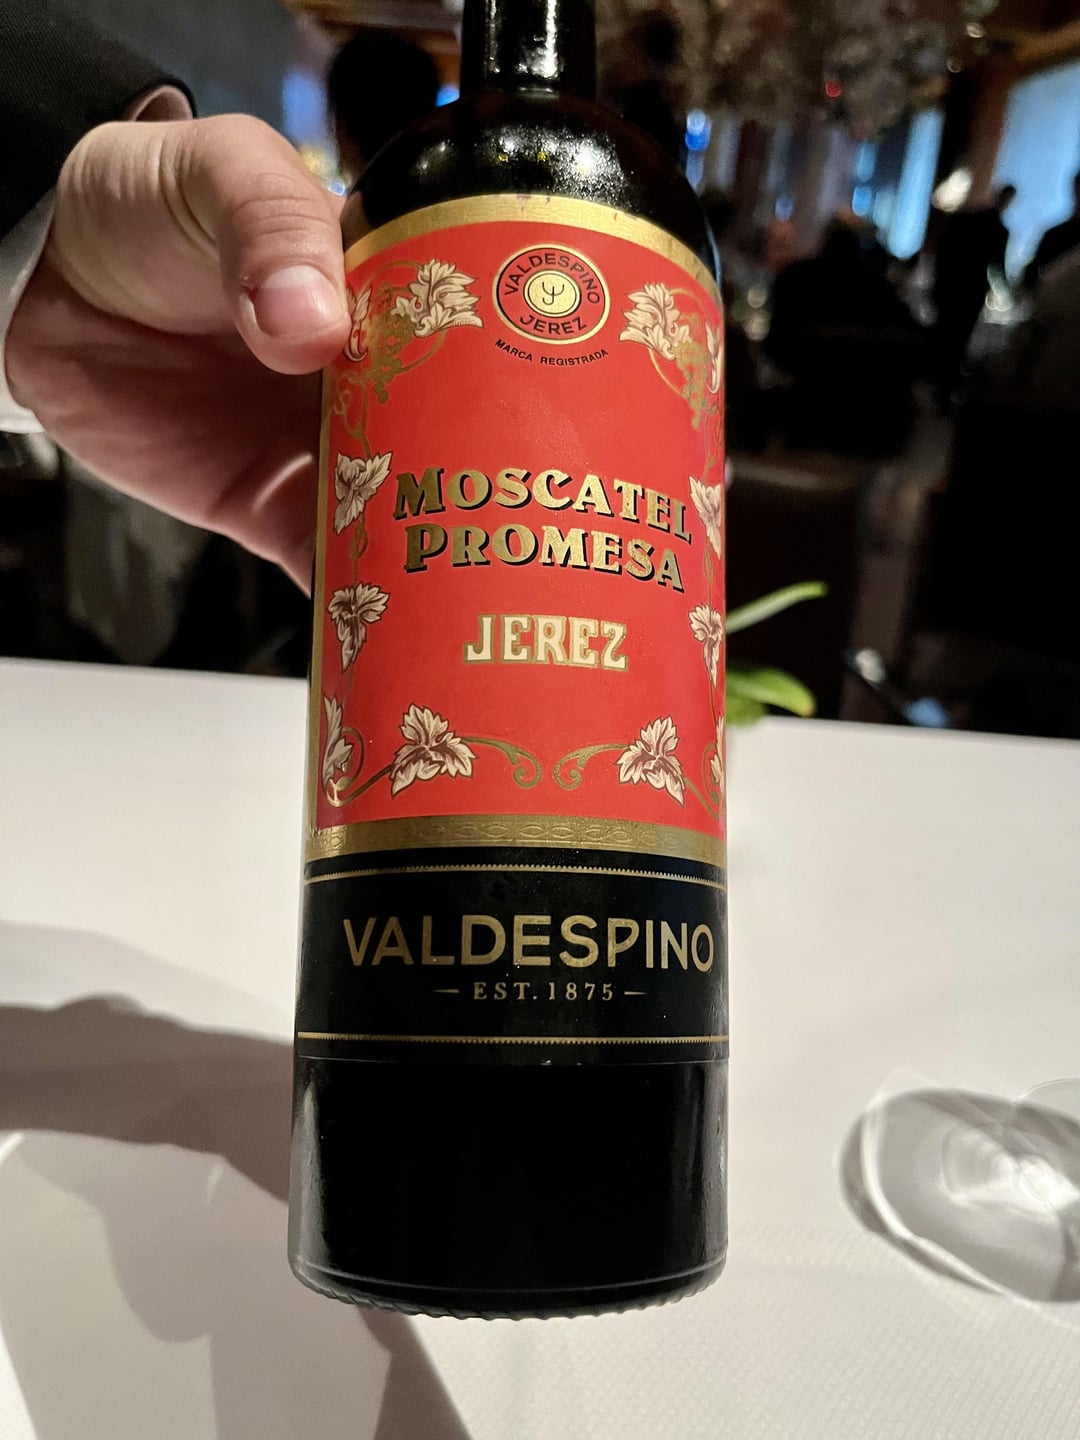 VALDESPINO
JEREZ
MARCA REGISTRADA
MOSCATEL
PROMESA
JEREZ
VALDESPINO
EST. 1875